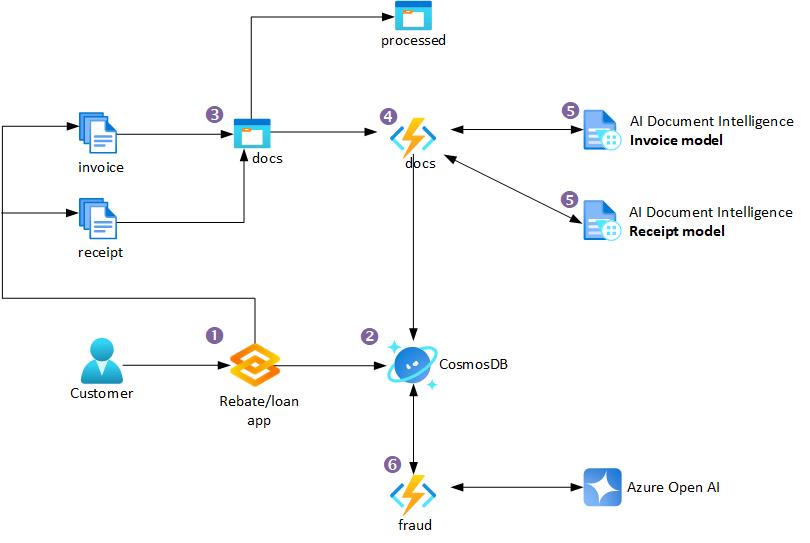 processed
3
4
5
AI Document Intelligence
Invoice model
invoice
docs
docs
5
AI Document Intelligence
Receipt model
receipt
1
2
CosmosDB
Customer
Rebate/loan
app
6
Azure Open AI
fraud